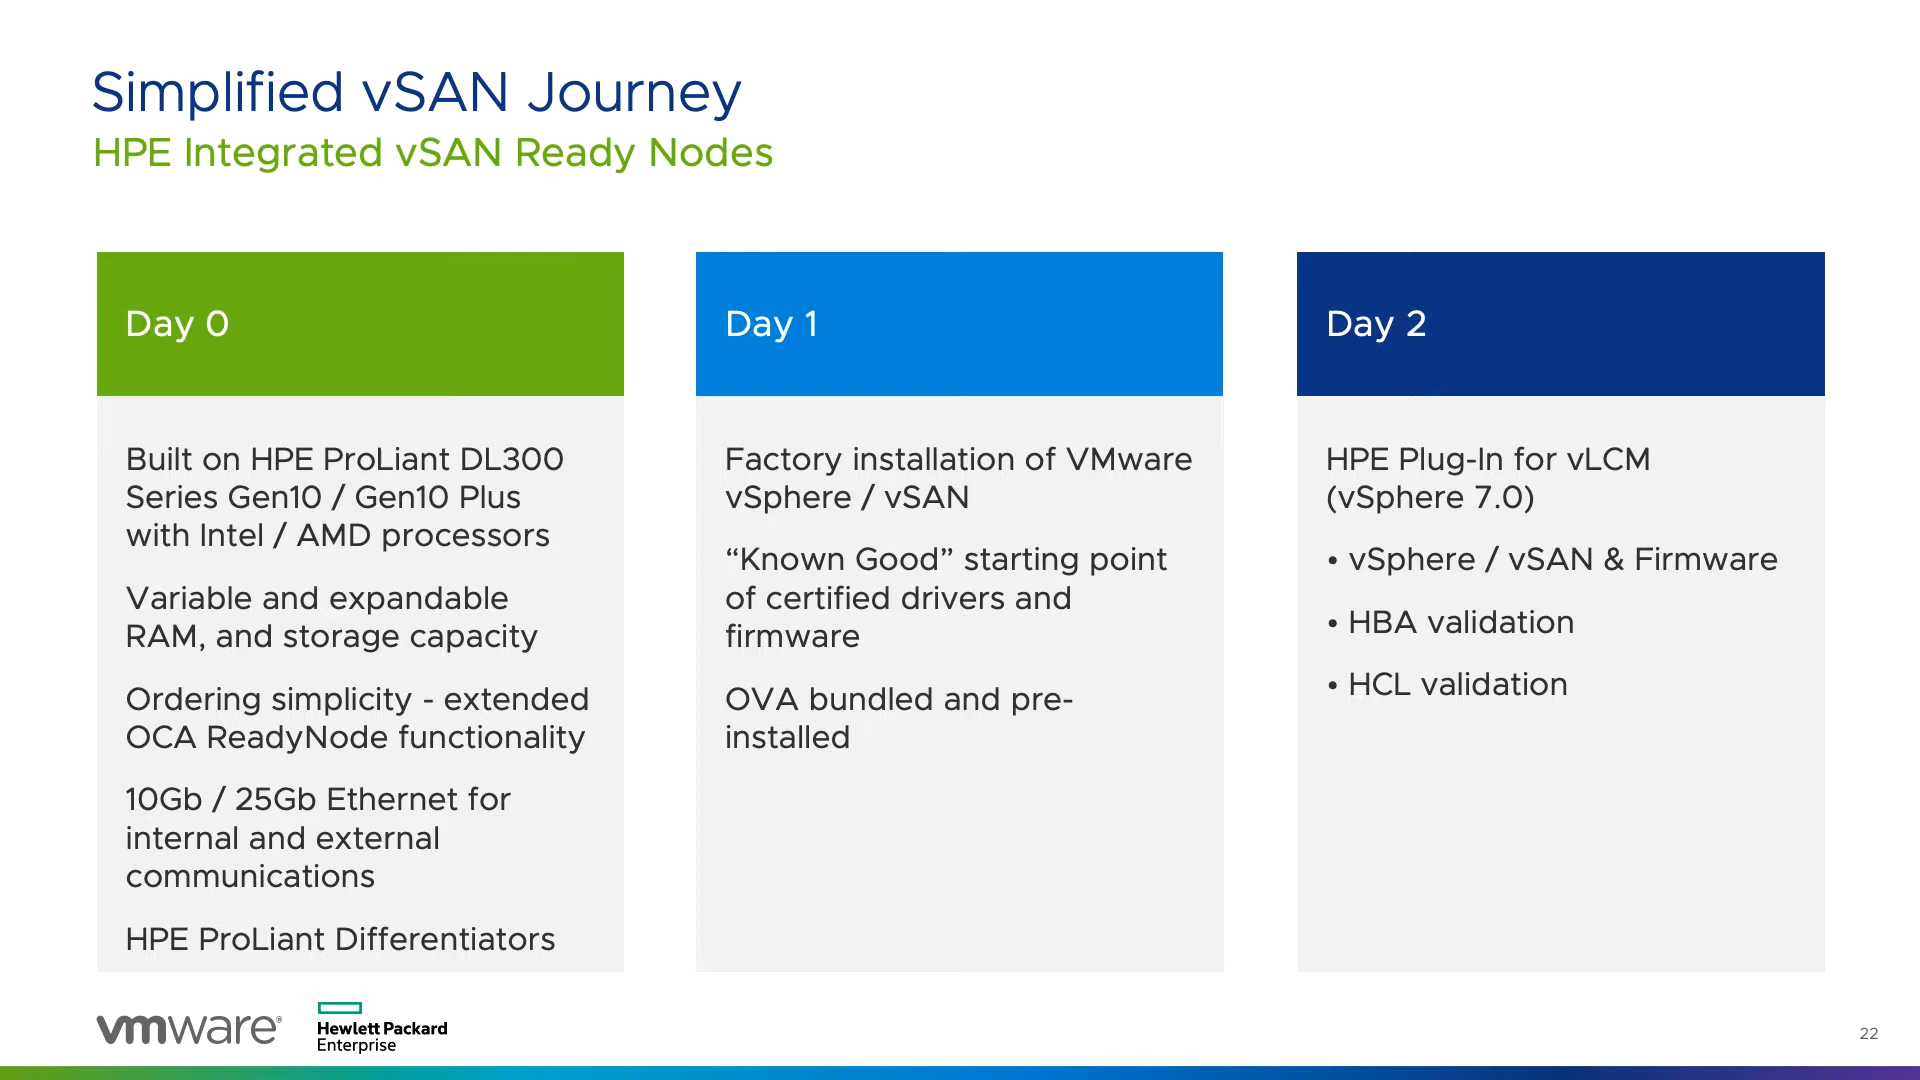 Simplified vSAN Journey
HPE Integrated vSAN Ready Nodes
Day 0
Built on HPE ProLiant DL300
Series Gen10 / Gen10 Plus
with Intel / AMD processors
Variable and expandable
RAM, and storage capacity
Ordering simplicity - extended
OCA ReadyNode functionality
10Gb / 25Gb Ethernet for
internal and external
communications
HPE ProLiant Differentiators
Day 1
Factory installation of VMware
vSphere / vSAN
“Known Good” starting point
of certified drivers and
firmware
OVA bundled and pre-
installed
Day 2
HPE Plug-In for vLCM
(vSphere 7.0)
• vSphere / vSAN & Firmware
• HBA validation
• HCL validation
vmware®
Hewlett Packard
Enterprise
22